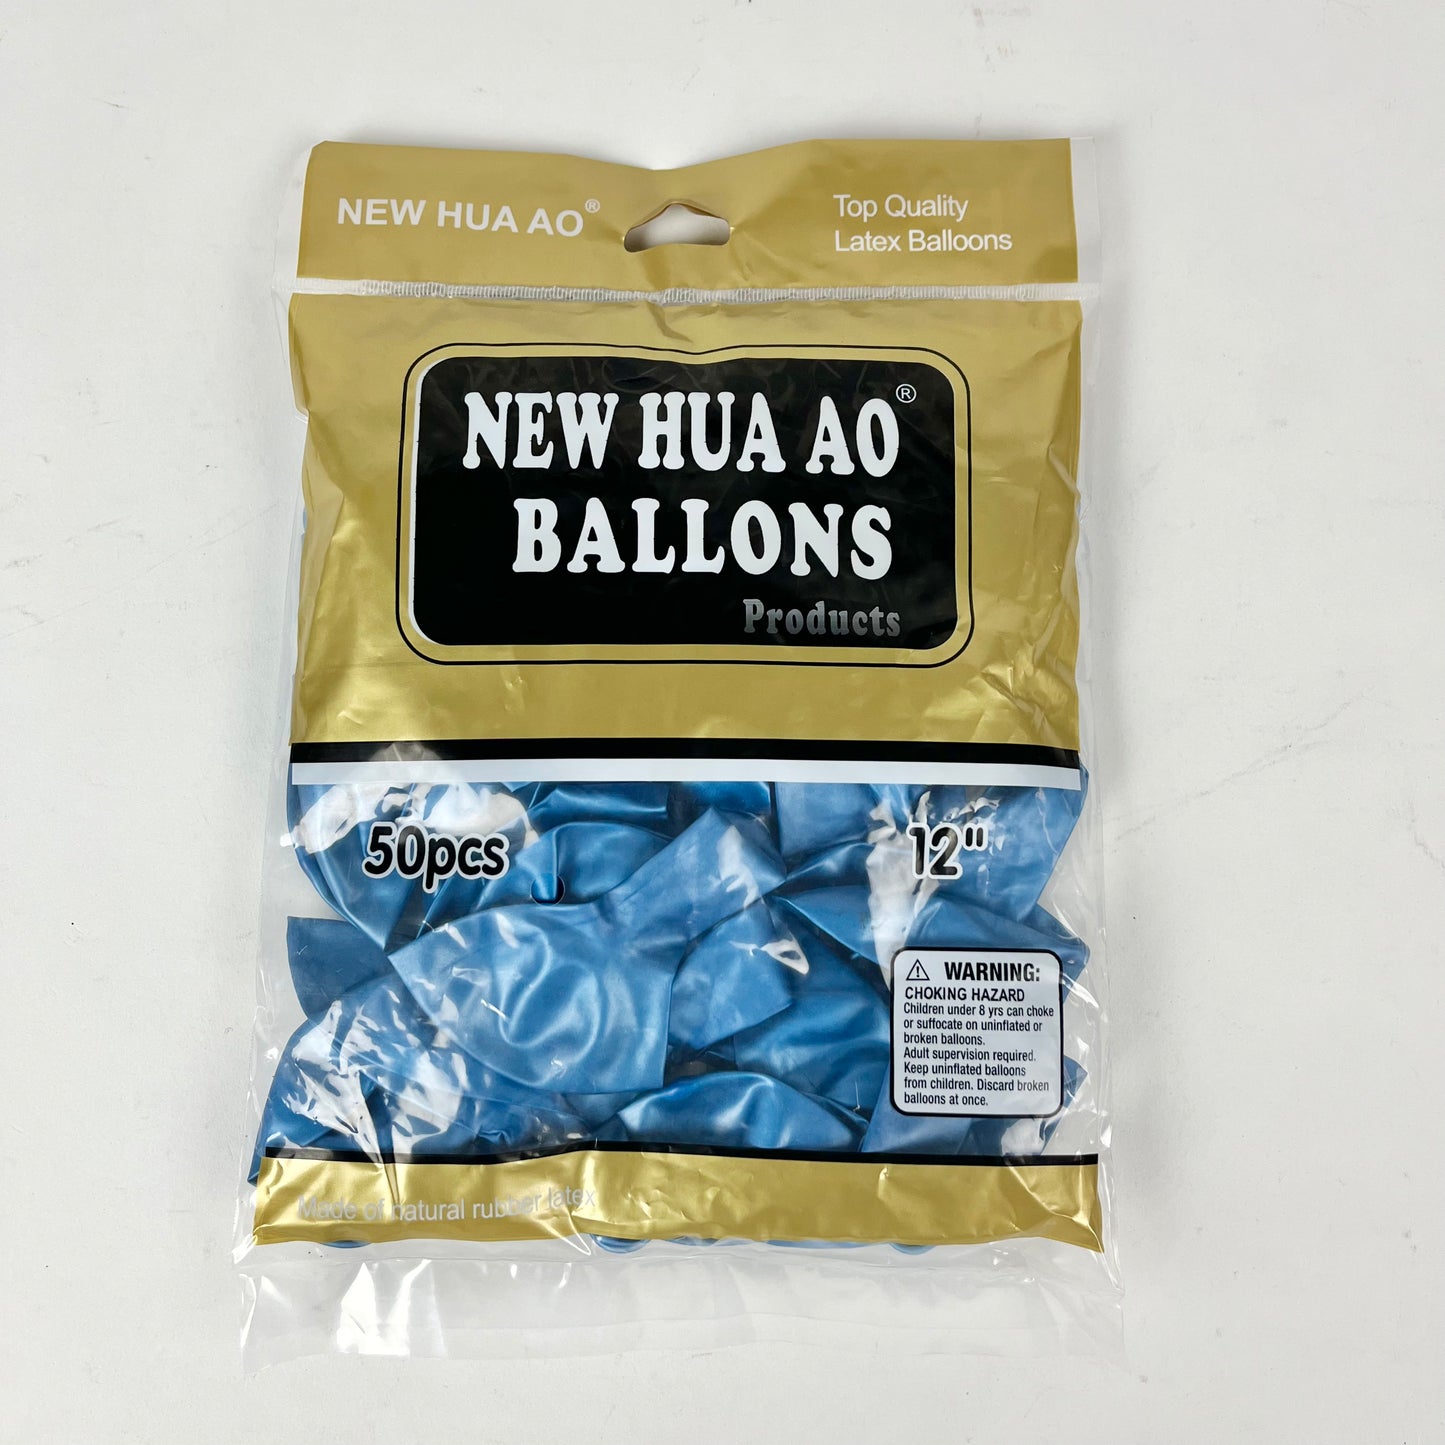 NEW HUA AO®
Top Quality
Latex Balloons
NEW HUA AO®
BALLONS
Products
50pcs
12"
⚠ WARNING:
CHOKING HAZARD
Children under 8 yrs can choke
or suffocate on uninflated or
broken balloons.
Adult supervision required.
Keep uninflated balloons
from children. Discard broken
balloons at once.
Made of natural rubber latex